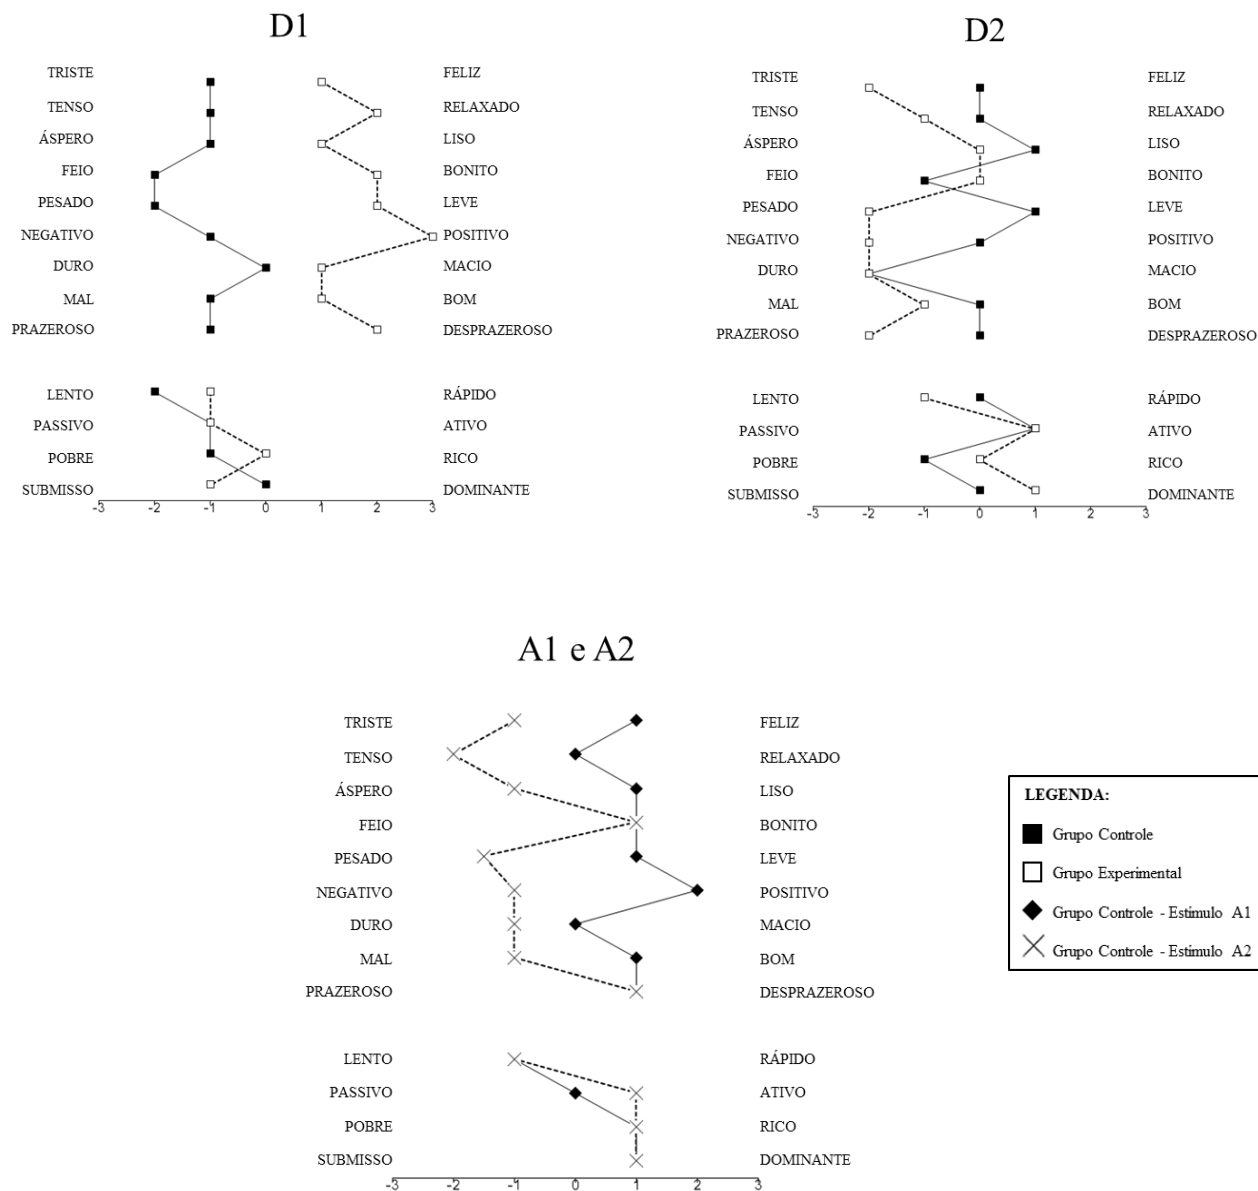 D1
TRISTE FELIZ
TENSO RELAXADO
ÁSPERO LISO
FEIO BONITO
PESADO LEVE
NEGATIVO POSITIVO
DURO MACIO
MAL BOM
PRAZEROSO DESPRAZEROSO
LENTO RÁPIDO
PASSIVO ATIVO
POBRE RICO
SUBMISSO DOMINANTE
-3 -2 -1 0 1 2 3
D2
TRISTE FELIZ
TENSO RELAXADO
ÁSPERO LISO
FEIO BONITO
PESADO LEVE
NEGATIVO POSITIVO
DURO MACIO
MAL BOM
PRAZEROSO DESPRAZEROSO
LENTO RÁPIDO
PASSIVO ATIVO
POBRE RICO
SUBMISSO DOMINANTE
-3 -2 -1 0 1 2 3
A1 e A2
TRISTE FELIZ
TENSO RELAXADO
ÁSPERO LISO
FEIO BONITO
PESADO LEVE
NEGATIVO POSITIVO
DURO MACIO
MAL BOM
PRAZEROSO DESPRAZEROSO
LENTO RÁPIDO
PASSIVO ATIVO
POBRE RICO
SUBMISSO DOMINANTE
-3 -2 -1 0 1 2 3
LEGENDA:
Grupo Controle
Grupo Experimental
Grupo Controle - Estímulo A1
Grupo Controle - Estímulo A2